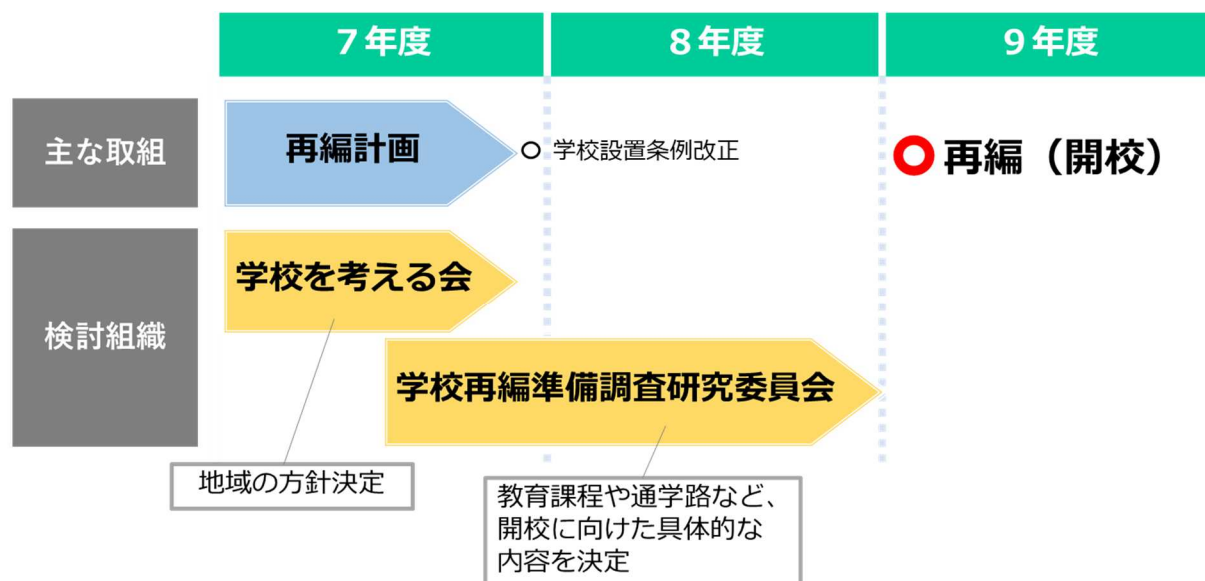 ７年度
８年度
９年度
主な取組
再編計画
学校設置条例改正
再編（開校）
検討組織
学校を考える会
学校再編準備調査研究委員会
地域の方針決定
教育課程や通学路など、
開校に向けた具体的な
内容を決定